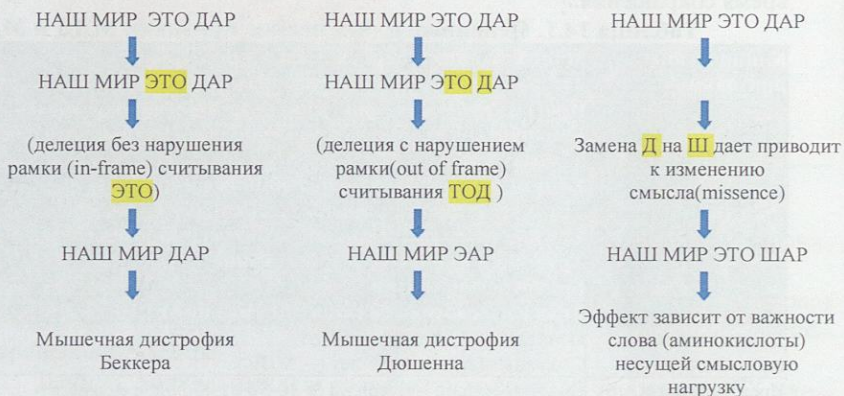 НАШ МИР ЭТО ДАР
НАШ МИР ЭТО ДАР
(делеция без нарушения
рамки (in-frame) считывания
ЭТО)
НАШ МИР ДАР
Мышечная дистрофия
Беккера
НАШ МИР ЭТО ДАР
НАШ МИР ЭТО ДАР
(делеция с нарушением
рамки(out of frame)
считывания ТОД )
НАШ МИР ЭАР
Мышечная дистрофия
Дюшенна
НАШ МИР ЭТО ДАР
Замена Д на Ш дает приводит
к изменению
смысла(missence)
НАШ МИР ЭТО ШАР
Эффект зависит от важности
слова (аминокислоты)
несущей смысловую
нагрузку